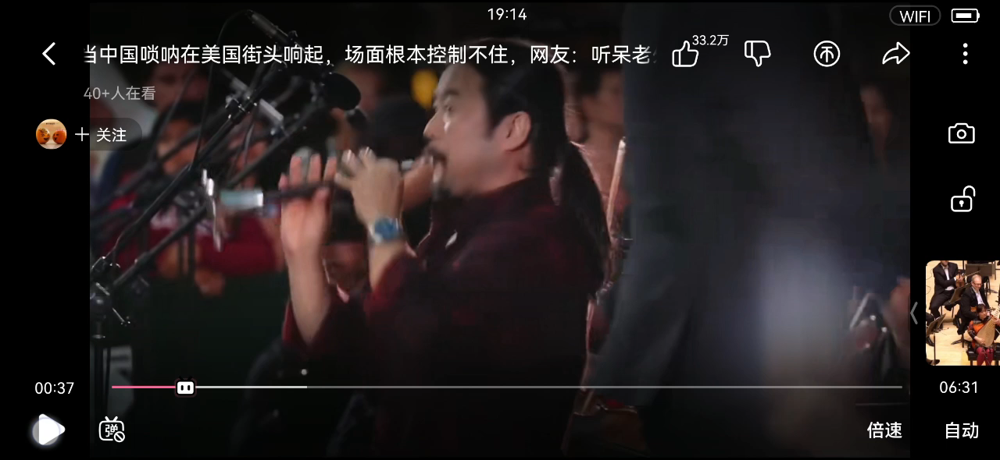 19:14
WIFI
当中国唢呐在美国街头响起，场面根本控制不住，网友：听呆老
33.2万
40+人在看
关注
00:37
06:31
弹
倍速
自动